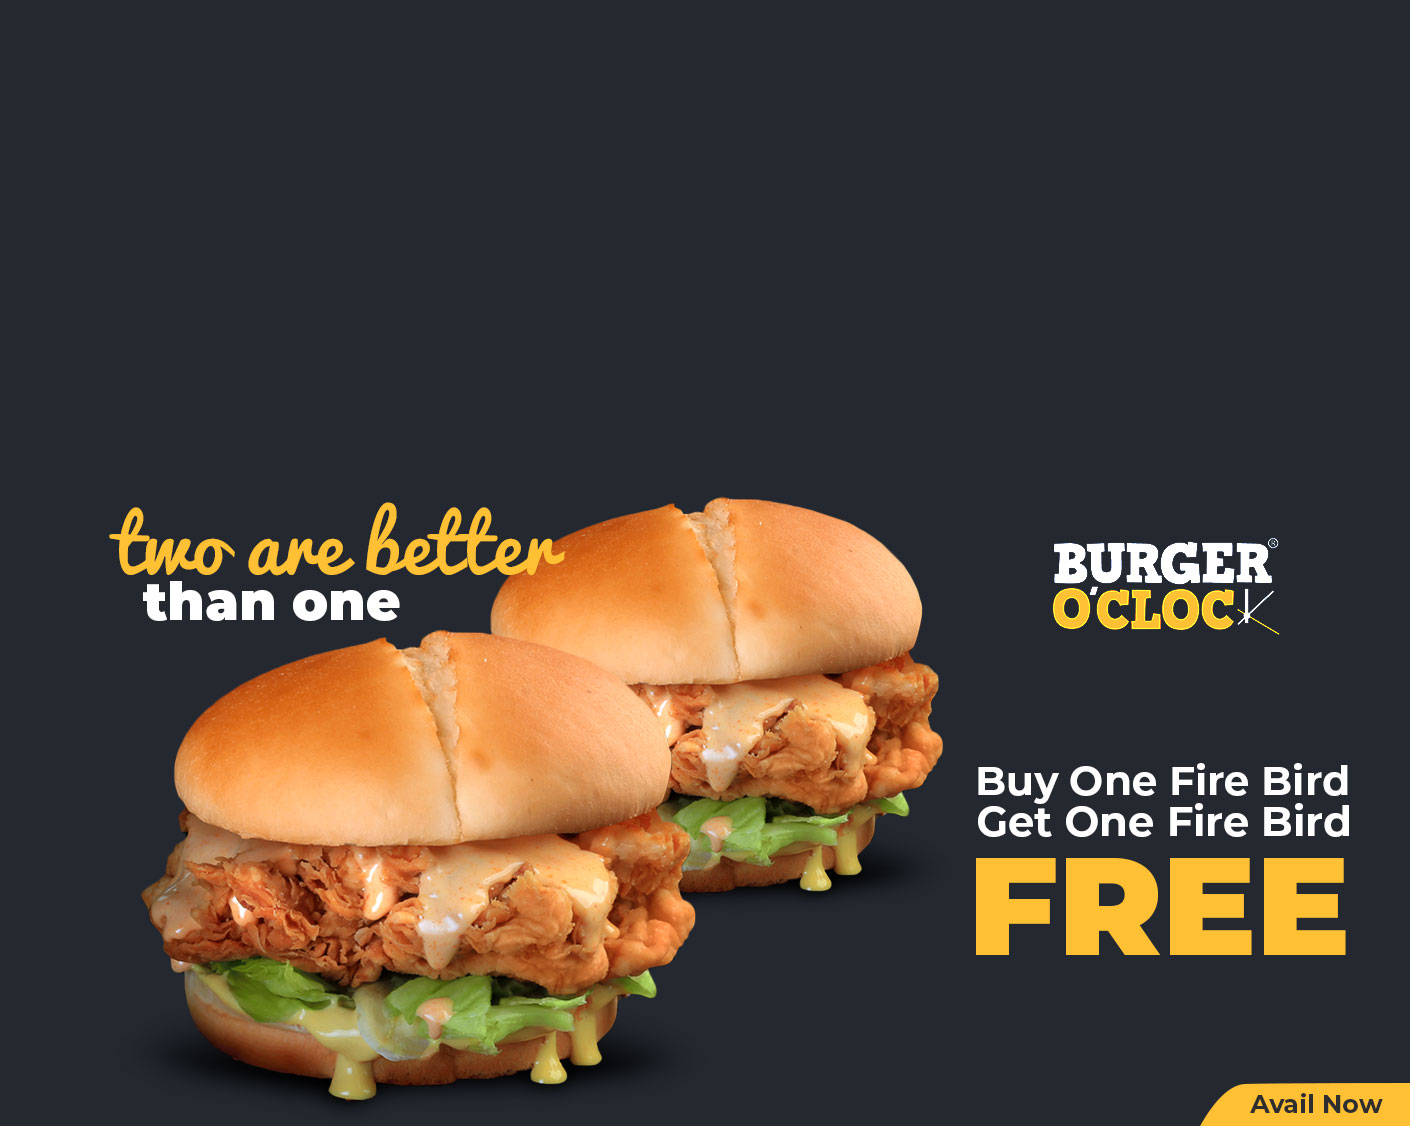 two are better
than one
BURGER®
O'CLOCK
Buy One Fire Bird
Get One Fire Bird
FREE
Avail Now